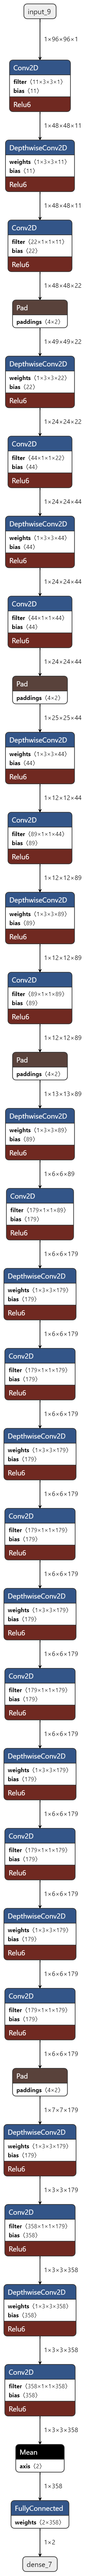 input_9
1×96×96×1
Conv2D
filter ⟨11×3×3×1⟩
bias ⟨11⟩
Relu6
1×48×48×11
DepthwiseConv2D
weights ⟨1×3×3×11⟩
bias ⟨11⟩
Relu6
1×48×48×11
Conv2D
filter ⟨22×1×1×11⟩
bias ⟨22⟩
Relu6
1×48×48×22
Pad
paddings ⟨4×2⟩
1×49×49×22
DepthwiseConv2D
weights ⟨1×3×3×22⟩
bias ⟨22⟩
Relu6
1×24×24×22
Conv2D
filter ⟨44×1×1×22⟩
bias ⟨44⟩
Relu6
1×24×24×44
DepthwiseConv2D
weights ⟨1×3×3×44⟩
bias ⟨44⟩
Relu6
1×24×24×44
Conv2D
filter ⟨44×1×1×44⟩
bias ⟨44⟩
Relu6
1×24×24×44
Pad
paddings ⟨4×2⟩
1×25×25×44
DepthwiseConv2D
weights ⟨1×3×3×44⟩
bias ⟨44⟩
Relu6
1×12×12×44
Conv2D
filter ⟨89×1×1×44⟩
bias ⟨89⟩
Relu6
1×12×12×89
DepthwiseConv2D
weights ⟨1×3×3×89⟩
bias ⟨89⟩
Relu6
1×12×12×89
Conv2D
filter ⟨89×1×1×89⟩
bias ⟨89⟩
Relu6
1×12×12×89
Pad
paddings ⟨4×2⟩
1×13×13×89
DepthwiseConv2D
weights ⟨1×3×3×89⟩
bias ⟨89⟩
Relu6
1×6×6×89
Conv2D
filter ⟨179×1×1×89⟩
bias ⟨179⟩
Relu6
1×6×6×179
DepthwiseConv2D
weights ⟨1×3×3×179⟩
bias ⟨179⟩
Relu6
1×6×6×179
Conv2D
filter ⟨179×1×1×179⟩
bias ⟨179⟩
Relu6
1×6×6×179
DepthwiseConv2D
weights ⟨1×3×3×179⟩
bias ⟨179⟩
Relu6
1×6×6×179
Conv2D
filter ⟨179×1×1×179⟩
bias ⟨179⟩
Relu6
1×6×6×179
DepthwiseConv2D
weights ⟨1×3×3×179⟩
bias ⟨179⟩
Relu6
1×6×6×179
Conv2D
filter ⟨179×1×1×179⟩
bias ⟨179⟩
Relu6
1×6×6×179
DepthwiseConv2D
weights ⟨1×3×3×179⟩
bias ⟨179⟩
Relu6
1×6×6×179
Conv2D
filter ⟨179×1×1×179⟩
bias ⟨179⟩
Relu6
1×6×6×179
DepthwiseConv2D
weights ⟨1×3×3×179⟩
bias ⟨179⟩
Relu6
1×6×6×179
Conv2D
filter ⟨179×1×1×179⟩
bias ⟨179⟩
Relu6
1×6×6×179
Pad
paddings ⟨4×2⟩
1×7×7×179
DepthwiseConv2D
weights ⟨1×3×3×179⟩
bias ⟨179⟩
Relu6
1×3×3×179
Conv2D
filter ⟨358×1×1×179⟩
bias ⟨358⟩
Relu6
1×3×3×358
DepthwiseConv2D
weights ⟨1×3×3×358⟩
bias ⟨358⟩
Relu6
1×3×3×358
Conv2D
filter ⟨358×1×1×358⟩
bias ⟨358⟩
Relu6
1×3×3×358
Mean
axis ⟨2⟩
1×358
FullyConnected
weights ⟨2×358⟩
1×2
dense_7